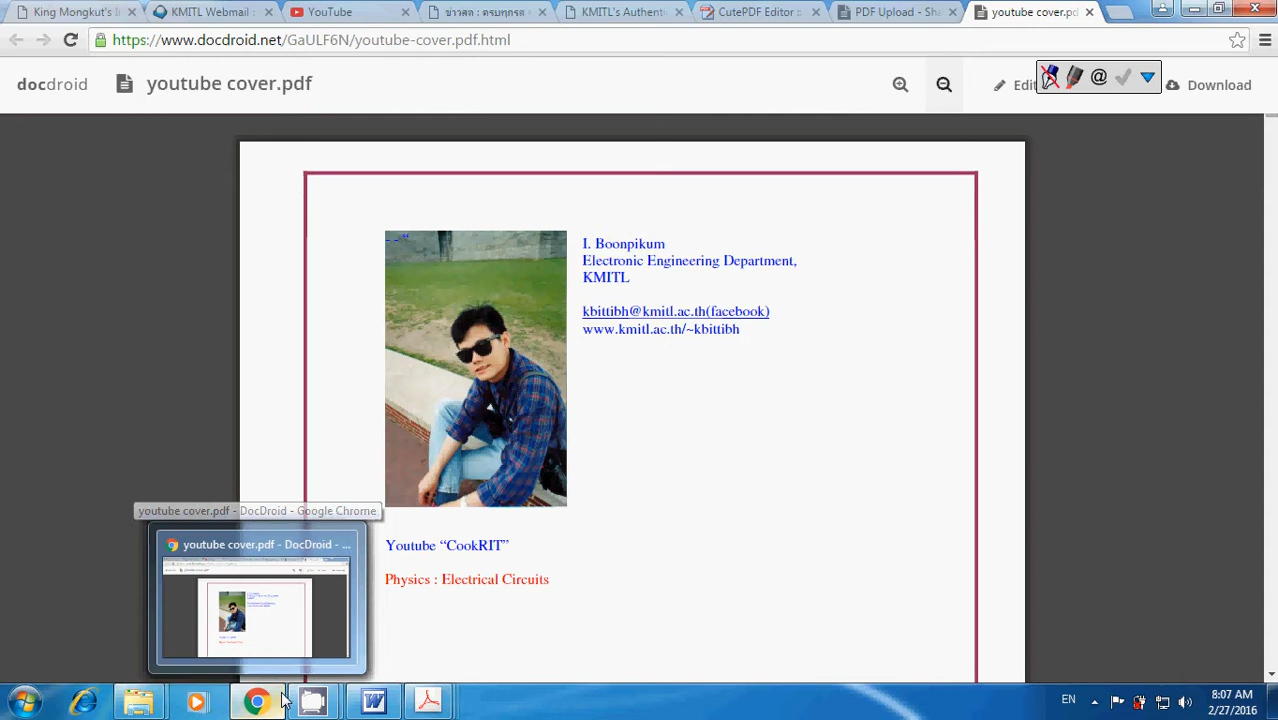 King Mongkut's In
KMITL Webmail :
YouTube
ข่าวสด : ตรมทุกรส
KMITL's Authenti
CutePDF Editor ::
PDF Upload - Sha
youtube cover.pd
https://www.docdroid.net/GaULF6N/youtube-cover.pdf.html
docdroid
youtube cover.pdf
Edit
@
Download
I. Boonpikum
Electronic Engineering Department,
KMITL
kbittibh@kmitl.ac.th(facebook)
www.kmitl.ac.th/~kbittibh
youtube cover.pdf - DocDroid - Google Chrome
youtube cover.pdf - DocDroid - ...
Youtube “CookRIT”
Physics : Electrical Circuits
EN
8:07 AM
2/27/2016